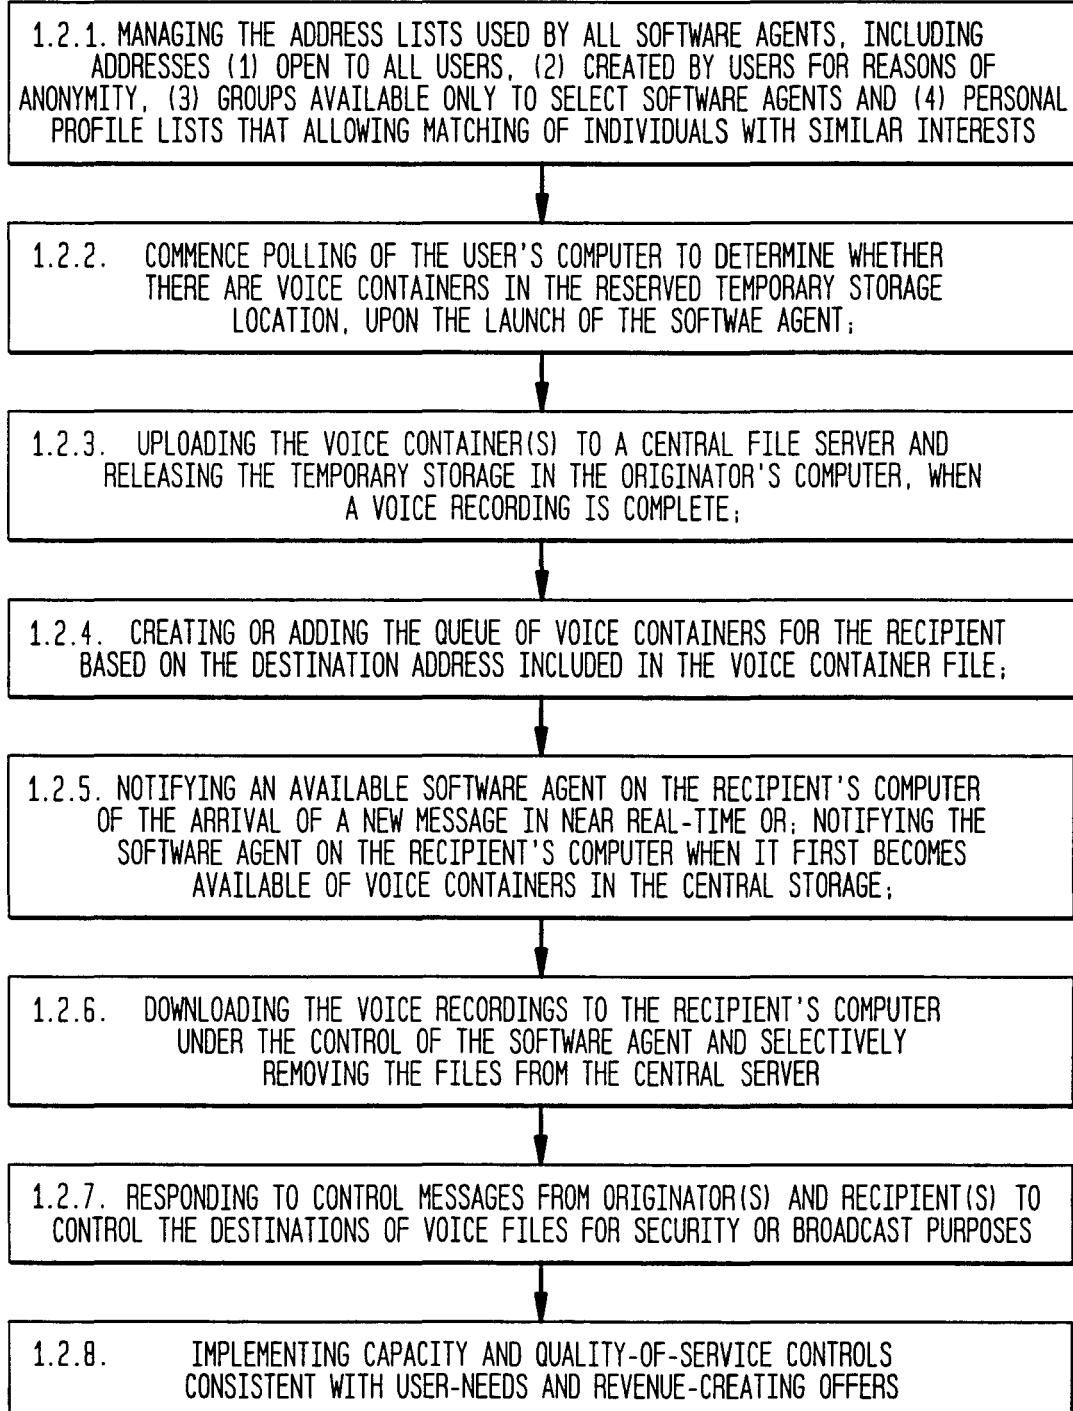 1.2.1. MANAGING THE ADDRESS LISTS USED BY ALL SOFTWARE AGENTS, INCLUDING
ADDRESSES (1) OPEN TO ALL USERS, (2) CREATED BY USERS FOR REASONS OF
ANONYMITY, (3) GROUPS AVAILABLE ONLY TO SELECT SOFTWARE AGENTS AND (4) PERSONAL
PROFILE LISTS THAT ALLOWING MATCHING OF INDIVIDUALS WITH SIMILAR INTERESTS
1.2.2. COMMENCE POLLING OF THE USER'S COMPUTER TO DETERMINE WHETHER
THERE ARE VOICE CONTAINERS IN THE RESERVED TEMPORARY STORAGE
LOCATION, UPON THE LAUNCH OF THE SOFTWAE AGENT;
1.2.3. UPLOADING THE VOICE CONTAINER(S) TO A CENTRAL FILE SERVER AND
RELEASING THE TEMPORARY STORAGE IN THE ORIGINATOR'S COMPUTER, WHEN
A VOICE RECORDING IS COMPLETE;
1.2.4. CREATING OR ADDING THE QUEUE OF VOICE CONTAINERS FOR THE RECIPIENT
BASED ON THE DESTINATION ADDRESS INCLUDED IN THE VOICE CONTAINER FILE;
1.2.5. NOTIFYING AN AVAILABLE SOFTWARE AGENT ON THE RECIPIENT'S COMPUTER
OF THE ARRIVAL OF A NEW MESSAGE IN NEAR REAL-TIME OR; NOTIFYING THE
SOFTWARE AGENT ON THE RECIPIENT'S COMPUTER WHEN IT FIRST BECOMES
AVAILABLE OF VOICE CONTAINERS IN THE CENTRAL STORAGE;
1.2.6. DOWNLOADING THE VOICE RECORDINGS TO THE RECIPIENT'S COMPUTER
UNDER THE CONTROL OF THE SOFTWARE AGENT AND SELECTIVELY
REMOVING THE FILES FROM THE CENTRAL SERVER
1.2.7. RESPONDING TO CONTROL MESSAGES FROM ORIGINATOR(S) AND RECIPIENT(S) TO
CONTROL THE DESTINATIONS OF VOICE FILES FOR SECURITY OR BROADCAST PURPOSES
1.2.8. IMPLEMENTING CAPACITY AND QUALITY-OF-SERVICE CONTROLS
CONSISTENT WITH USER-NEEDS AND REVENUE-CREATING OFFERS